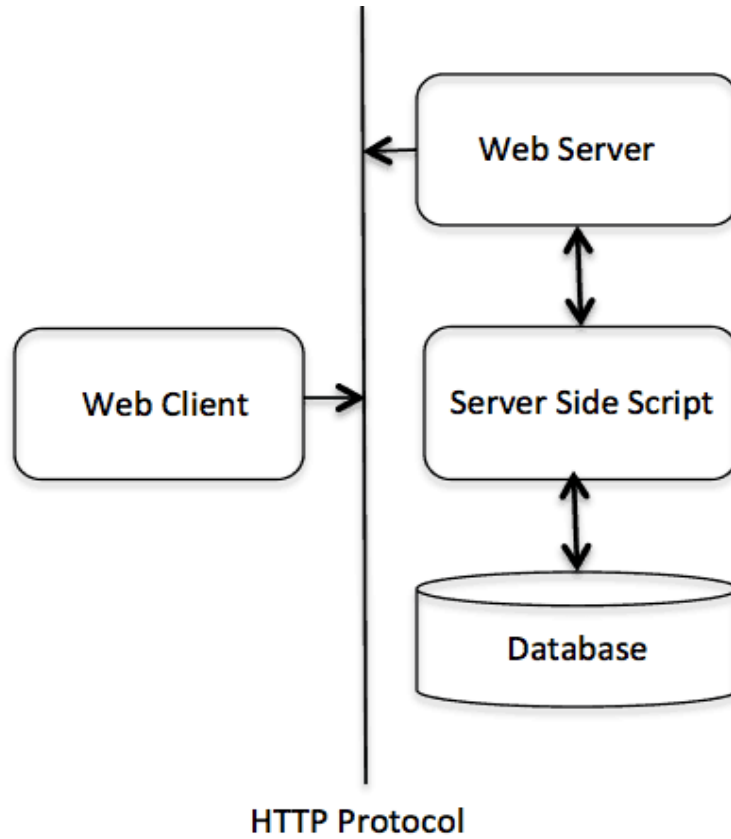 Web Server
Web Client
Server Side Script
Database
HTTP Protocol